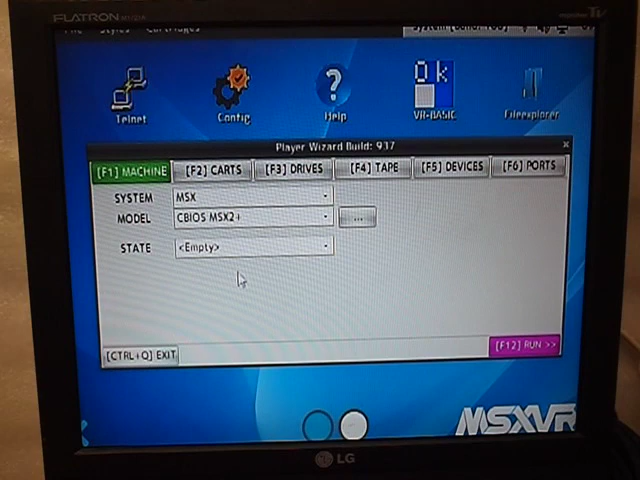 FLATRON
File Styles Cartridges
Telnet Config Help VR-BASIC Fileexplorer
Ok
Player Wizard Build: 937 x
[F1] MACHINE [F2] CARTS [F3] DRIVES [F4] TAPE [F5] DEVICES [F6] PORTS
SYSTEM MSX
MODEL CBIOS MSX2+ ...
STATE <Empty>
[CTRL+Q] EXIT [F12] RUN >>
MSXVR
LG